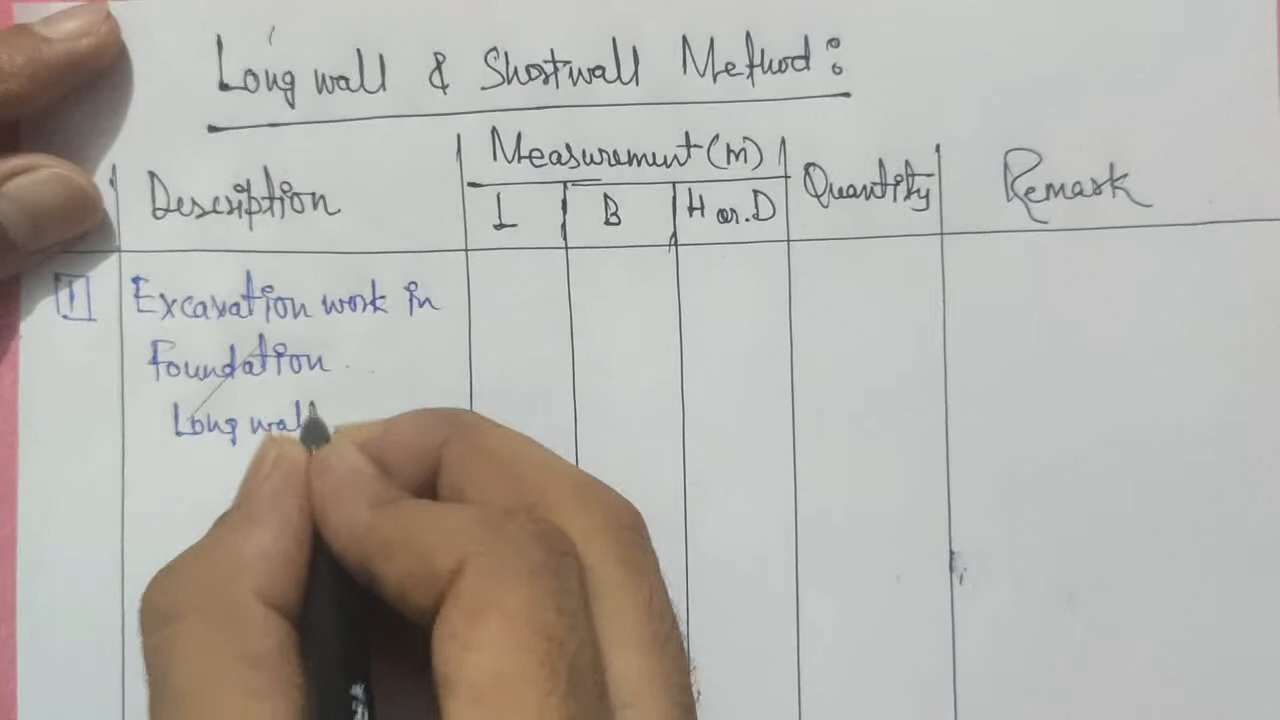 Long wall & Shortwall Method:
Measurement (m)
Description L B H or. D Quantity Remark
1 Excavation work in
Foundation
Long wall